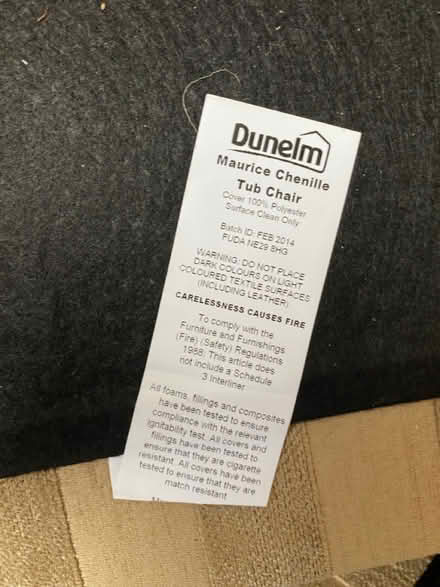 Dunelm
Maurice Chenille
Tub Chair
Cover 100% Polyester
Surface Clean Only
Batch ID: FEB 2014
FUDA NE29 8HG
WARNING: DO NOT PLACE
DARK COLOURS ON LIGHT
COLOURED TEXTILE SURFACES
(INCLUDING LEATHER)
CARELESSNESS CAUSES FIRE
To comply with the
Furniture and Furnishings
(Fire) (Safety) Regulations
1988: This article does
not include a Schedule
3 Interliner
All foams, fillings and composites
have been tested to ensure
compliance with the relevant
ignitability test. All covers and
fillings have been tested to
ensure that they are cigarette
resistant. All covers have been
tested to ensure that they are
match resistant